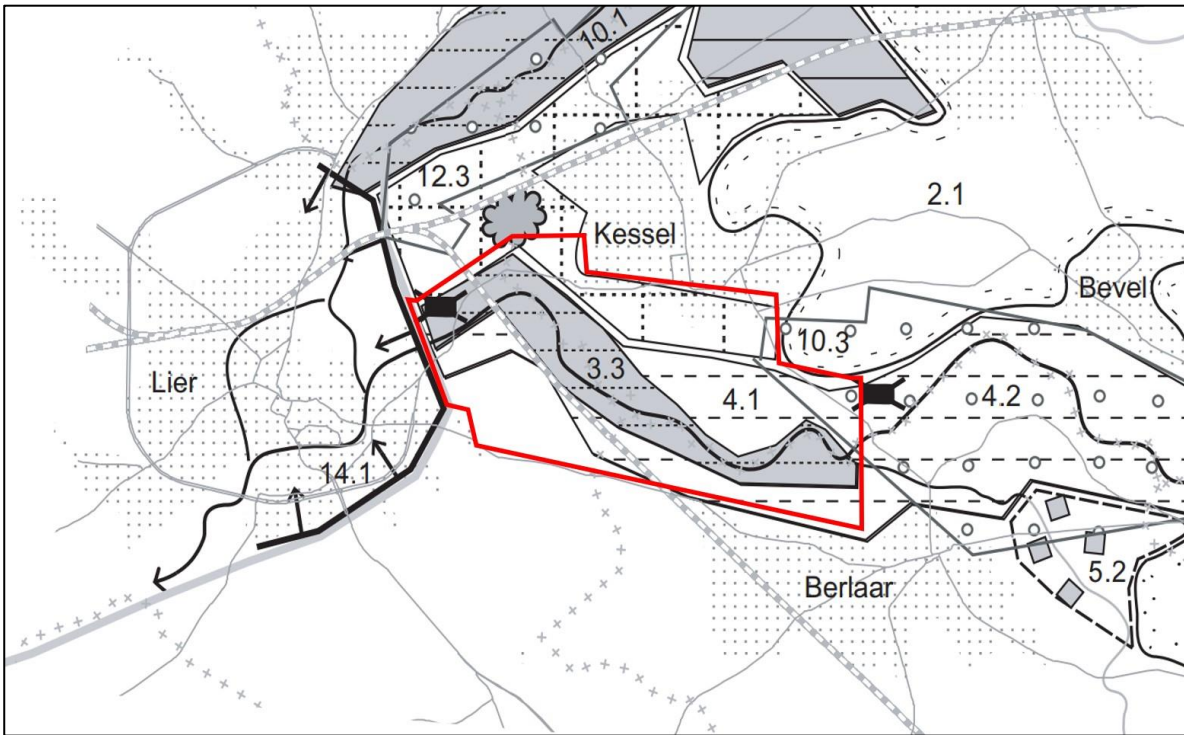 10.1
12.3
2.1
Kessel
Bevel
10.3
Lier
3.3
4.1
4.2
14.1
5.2
Berlaar